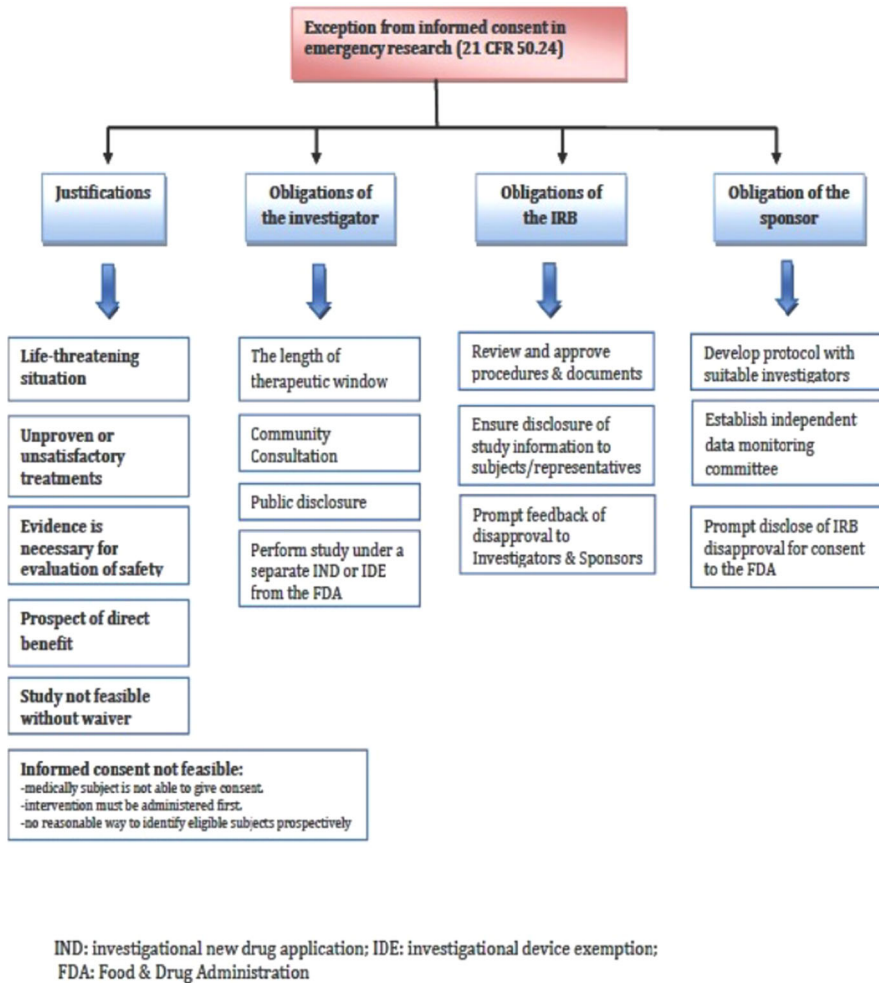 Exception from informed consent in
emergency research (21 CFR 50.24)
Justifications
Obligations of
the investigator
Obligations of
the IRB
Obligation of the
sponsor
Life-threatening
situation
Unproven or
unsatisfactory
treatments
Evidence is
necessary for
evaluation of safety
Prospect of direct
benefit
Study not feasible
without waiver
Informed consent not feasible:
-medically subject is not able to give consent.
-intervention must be administered first.
-no reasonable way to identify eligible subjects prospectively
The length of
therapeutic window
Community
Consultation
Public disclosure
Perform study under a
separate IND or IDE
from the FDA
Review and approve
procedures & documents
Ensure disclosure of
study information to
subjects/representatives
Prompt feedback of
disapproval to
Investigators & Sponsors
Develop protocol with
suitable investigators
Establish independent
data monitoring
committee
Prompt disclose of IRB
disapproval for consent
to the FDA
IND: investigational new drug application; IDE: investigational device exemption;
FDA: Food & Drug Administration